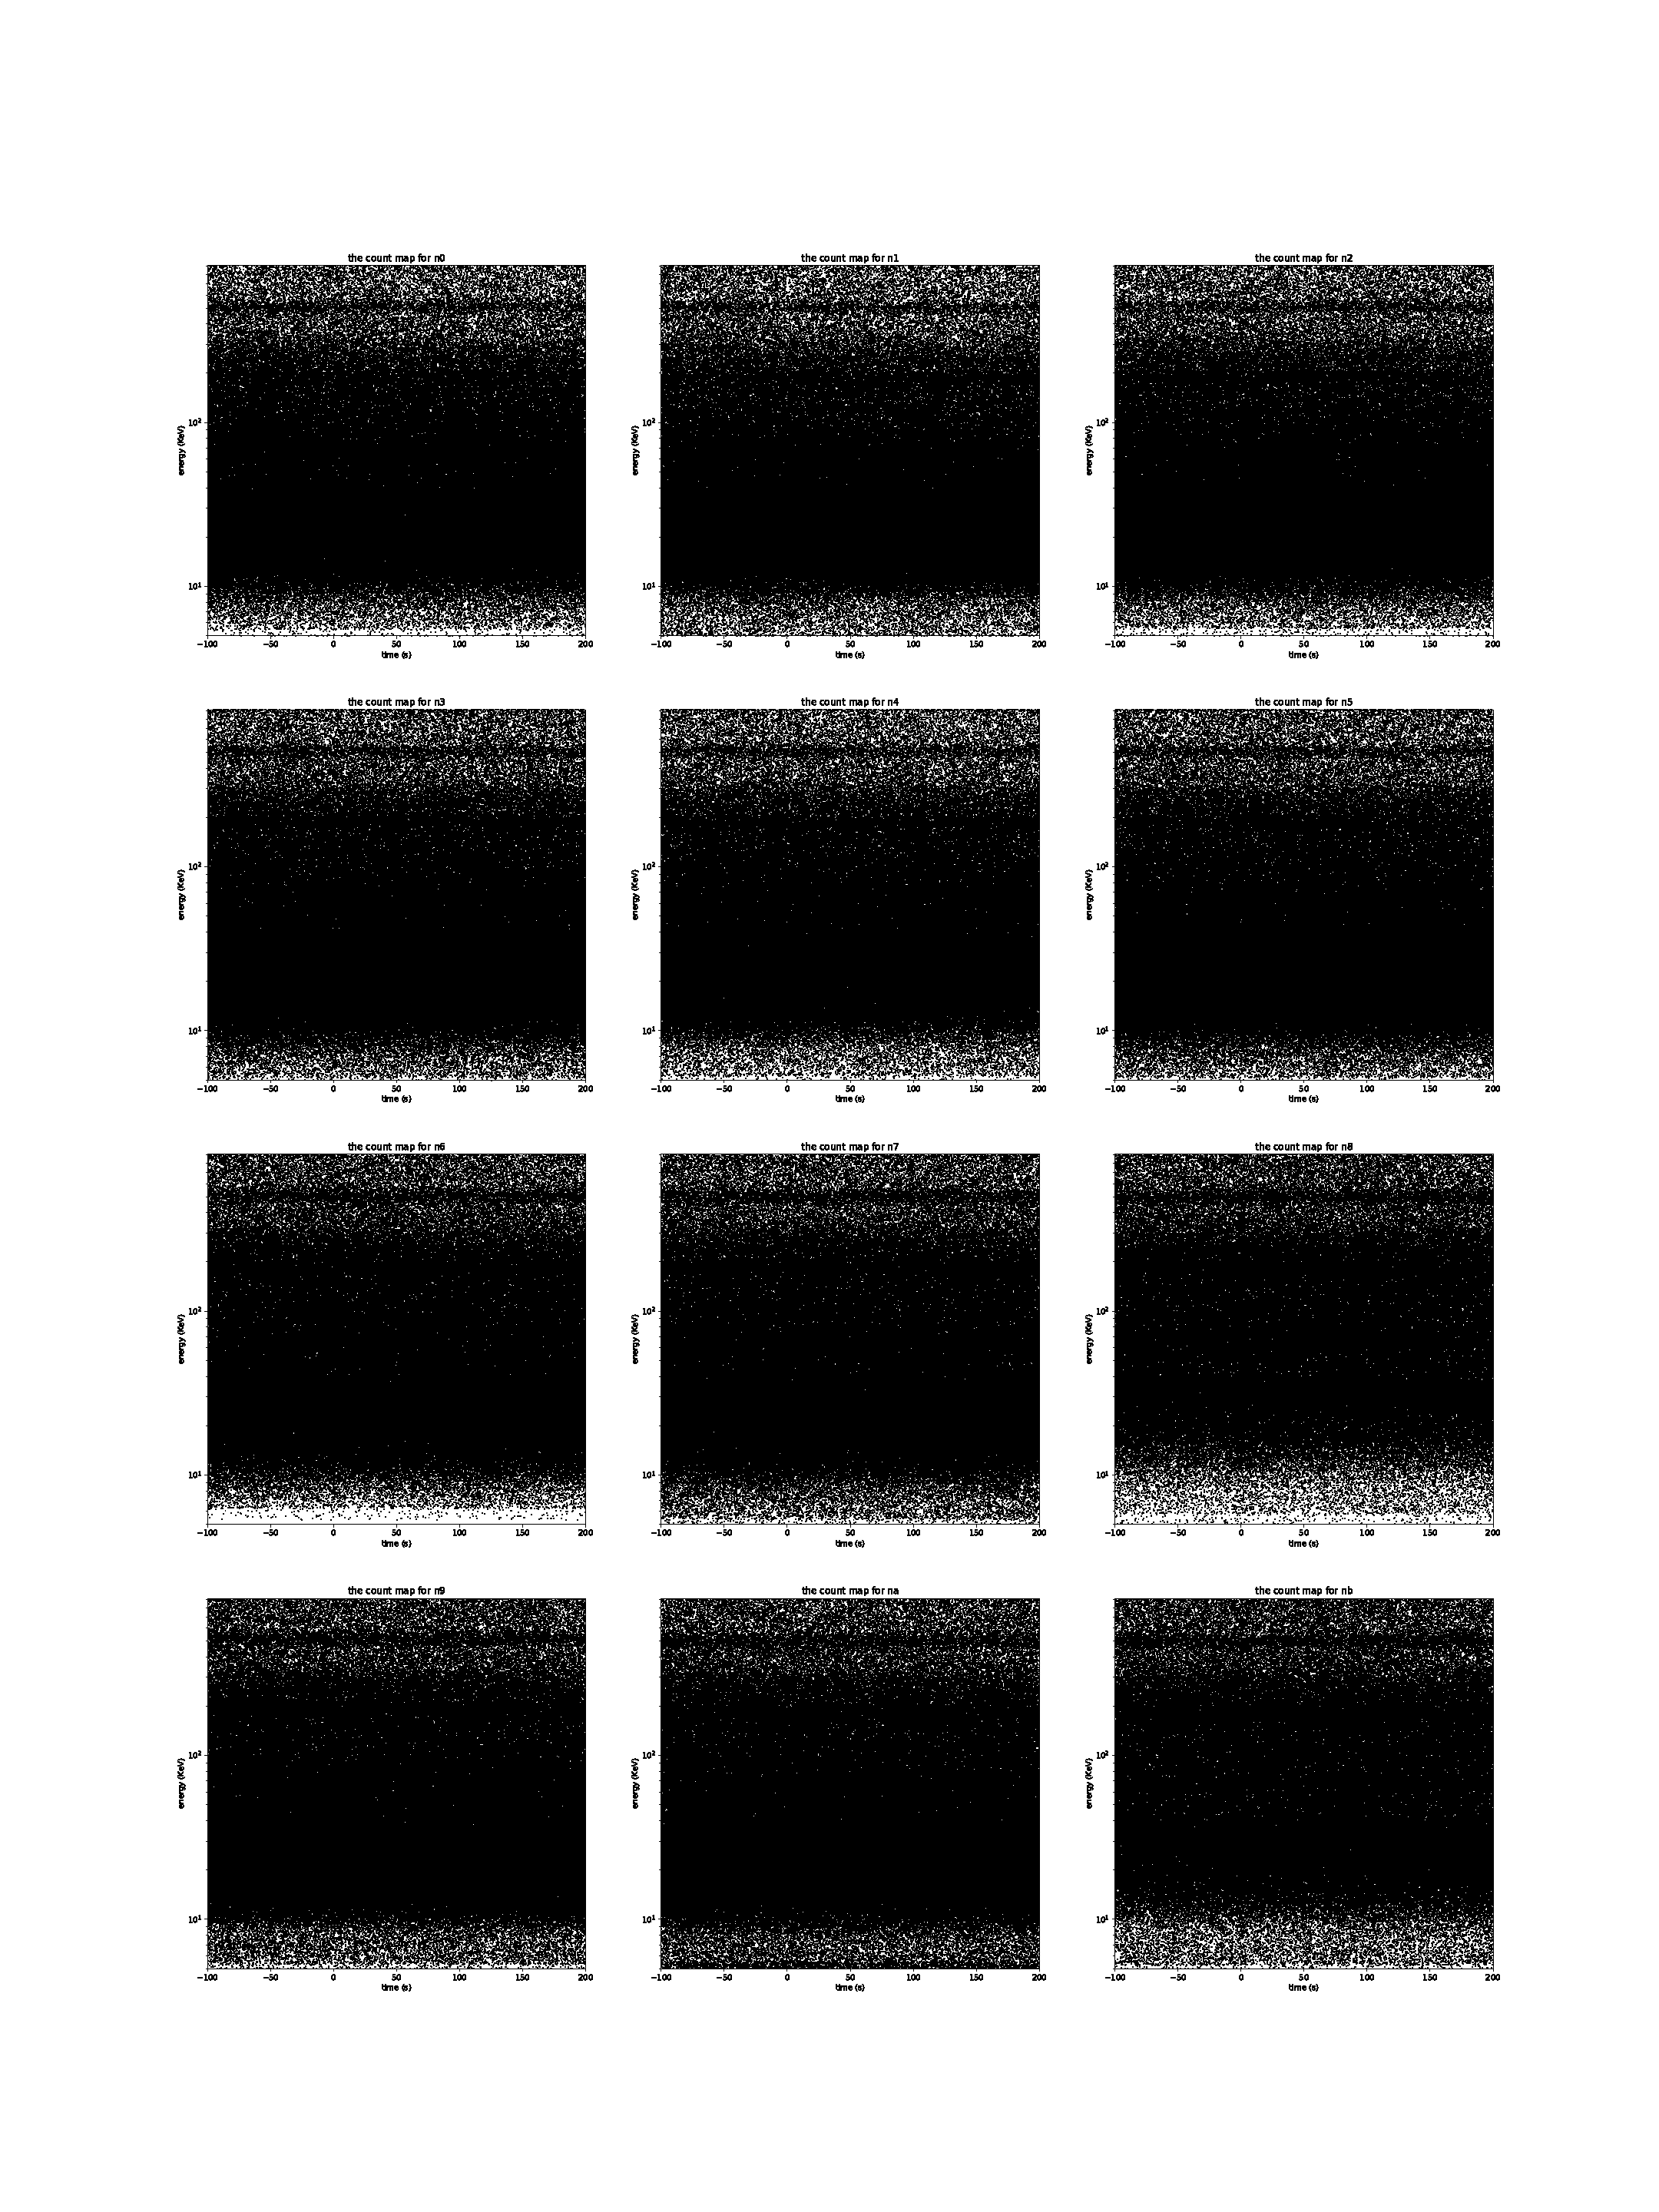 the count map for n0
the count map for n1
the count map for n2
energy (KeV)
10²
10¹
−100 −50 0 50 100 150 200
time (s)
energy (KeV)
10²
10¹
−100 −50 0 50 100 150 200
time (s)
energy (KeV)
10²
10¹
−100 −50 0 50 100 150 200
time (s)
the count map for n3
the count map for n4
the count map for n5
energy (KeV)
10²
10¹
−100 −50 0 50 100 150 200
time (s)
energy (KeV)
10²
10¹
−100 −50 0 50 100 150 200
time (s)
energy (KeV)
10²
10¹
−100 −50 0 50 100 150 200
time (s)
the count map for n6
the count map for n7
the count map for n8
energy (KeV)
10²
10¹
−100 −50 0 50 100 150 200
time (s)
energy (KeV)
10²
10¹
−100 −50 0 50 100 150 200
time (s)
energy (KeV)
10²
10¹
−100 −50 0 50 100 150 200
time (s)
the count map for n9
the count map for na
the count map for nb
energy (KeV)
10²
10¹
−100 −50 0 50 100 150 200
time (s)
energy (KeV)
10²
10¹
−100 −50 0 50 100 150 200
time (s)
energy (KeV)
10²
10¹
−100 −50 0 50 100 150 200
time (s)